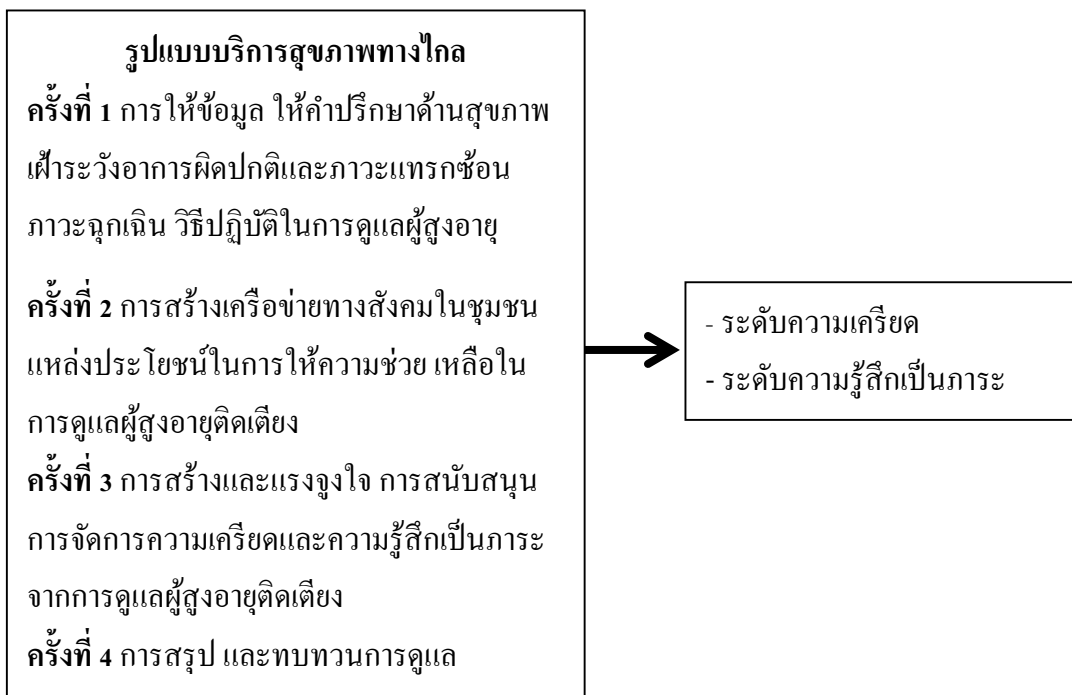 รูปแบบบริการสุขภาพทางไกล
ครั้งที่ 1 การให้ข้อมูล ให้คำปรึกษาด้านสุขภาพ
เฝ้าระวังอาการผิดปกติและภาวะแทรกซ้อน
ภาวะฉุกเฉิน วิธีปฏิบัติในการดูแลผู้สูงอายุ
ครั้งที่ 2 การสร้างเครือข่ายทางสังคมในชุมชน
แหล่งประโยชน์ในการให้ความช่วย เหลือใน
การดูแลผู้สูงอายุติดเตียง
ครั้งที่ 3 การสร้างและแรงจูงใจ การสนับสนุน
การจัดการความเครียดและความรู้สึกเป็นภาระ
จากการดูแลผู้สูงอายุติดเตียง
ครั้งที่ 4 การสรุป และทบทวนการดูแล
- ระดับความเครียด
- ระดับความรู้สึกเป็นภาระ